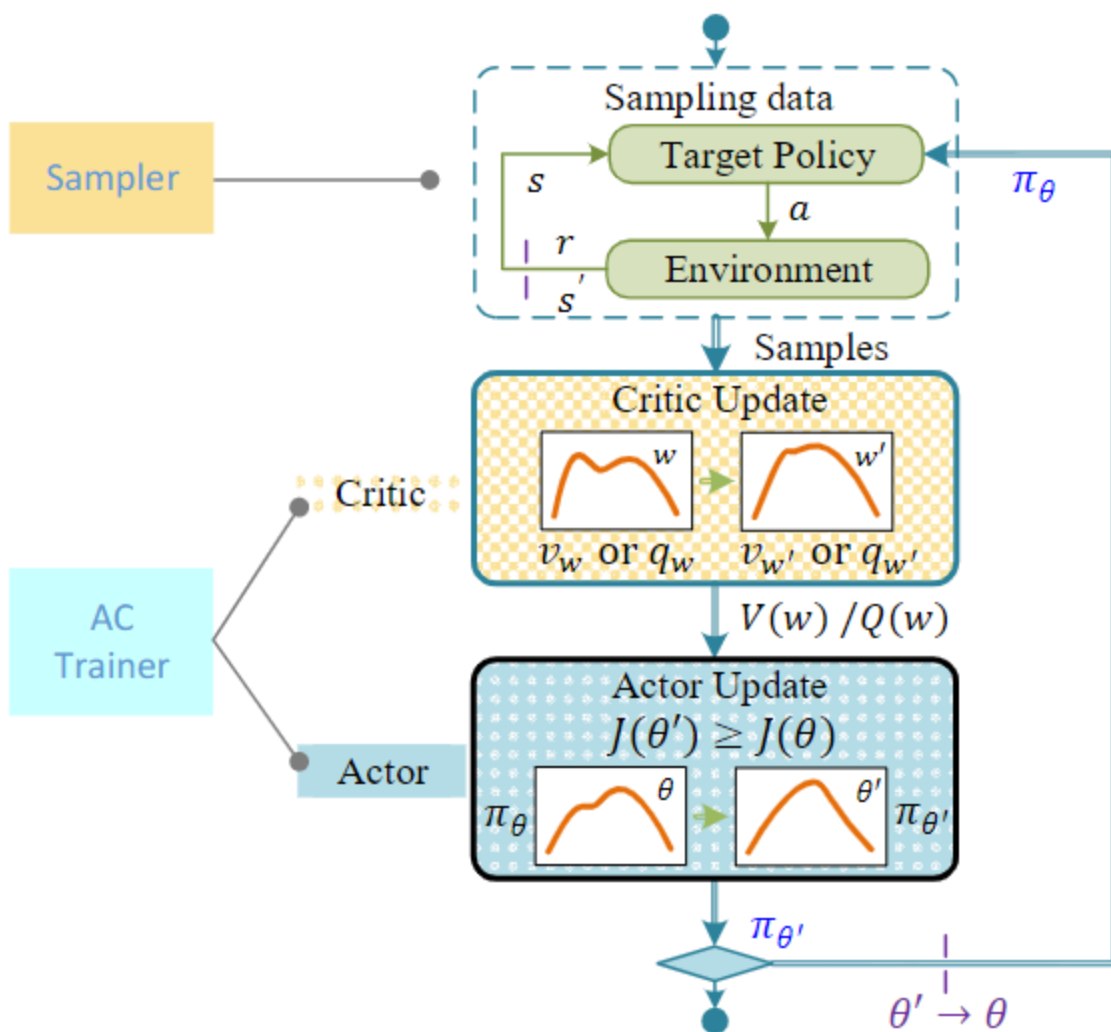 Sampling data
Sampler
Target Policy
π_θ
s
a
r
Environment
s′
Samples
Critic Update
w
w′
Critic
v_w or q_w
v_w′ or q_w′
AC
Trainer
V(w) /Q(w)
Actor Update
J(θ′) ≥ J(θ)
Actor
π_θ
θ
θ′
π_θ′
π_θ′
θ′ → θ